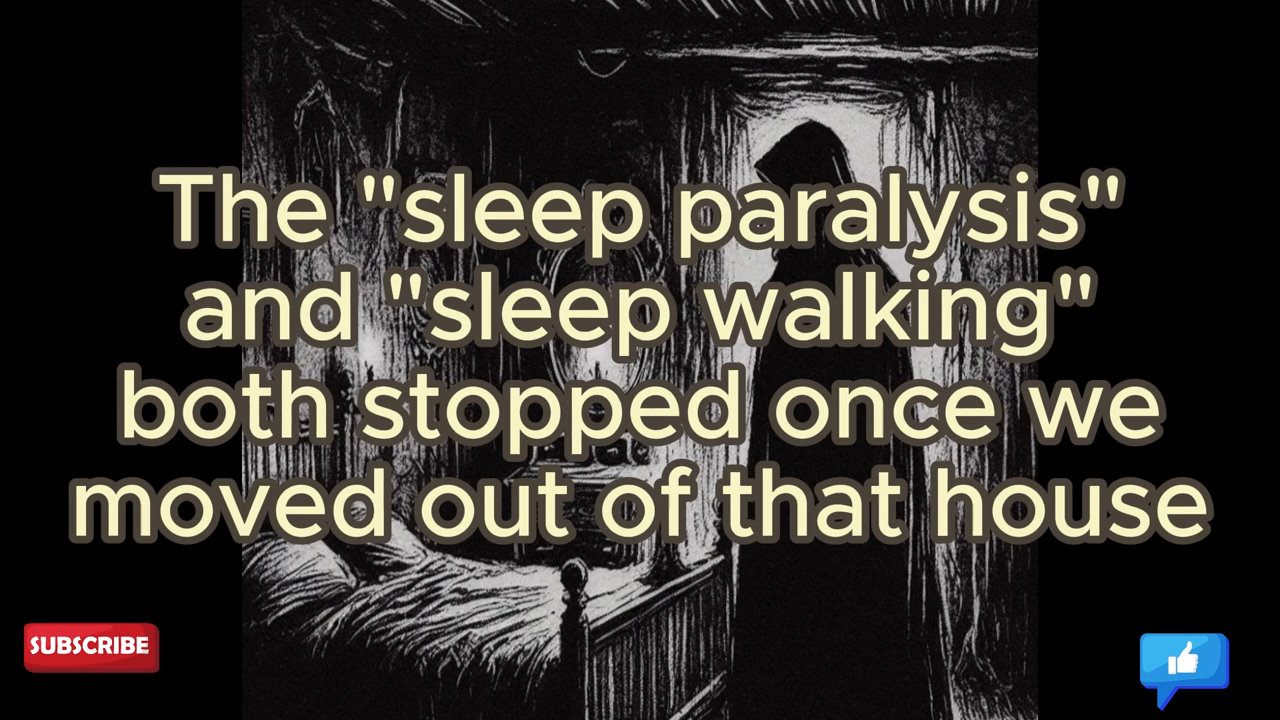 The "sleep paralysis"
and "sleep walking"
both stopped once we
moved out of that house
SUBSCRIBE